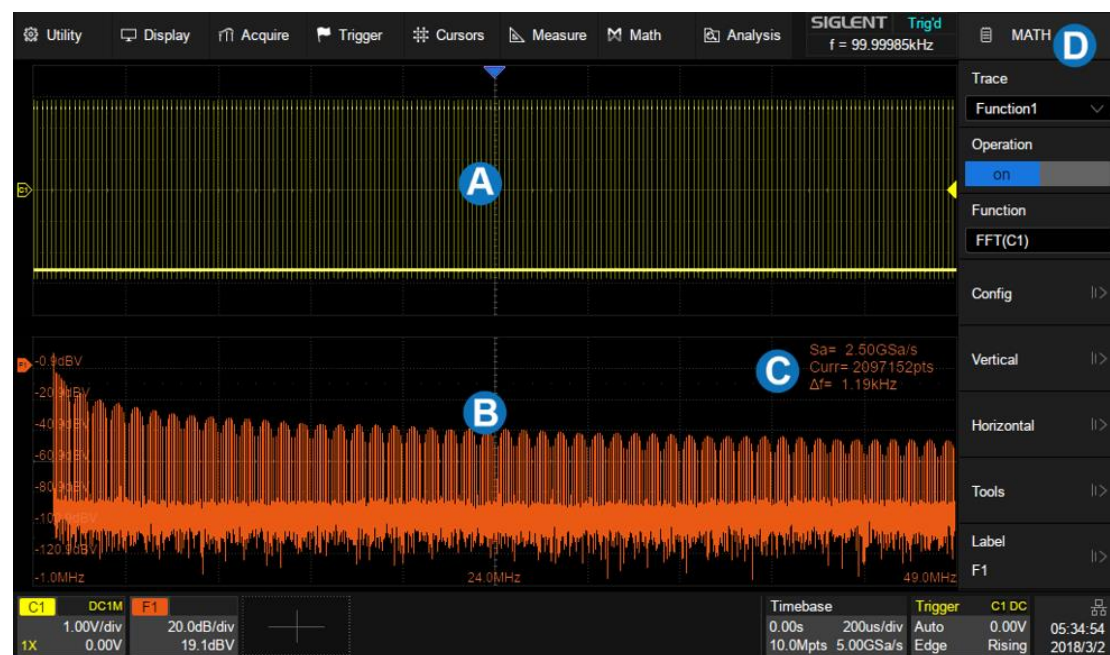 Utility Display Acquire Trigger Cursors Measure Math Analysis SIGLENT Trig'd
f = 99.99985kHz
MATH D
Trace
Function1
Operation
on
Function
FFT(C1)
Config
Vertical
Horizontal
Tools
Label
F1
C1
A
F1
-0.9dBV
-20.9dBV
-40.9dBV
-60.9dBV
-80.9dBV
-120.9dBV
B
C
Sa= 2.50GSa/s
Curr= 2097152pts
Δf= 1.19kHz
-1.0MHz 24.0MHz 49.0MHz
C1 DC1M
1.00V/div
1X 0.00V
F1
20.0dB/div
19.1dBV
Timebase
0.00s 200us/div
10.0Mpts 5.00GSa/s
Trigger C1 DC
Auto 0.00V
Edge Rising
05:34:54
2018/3/2